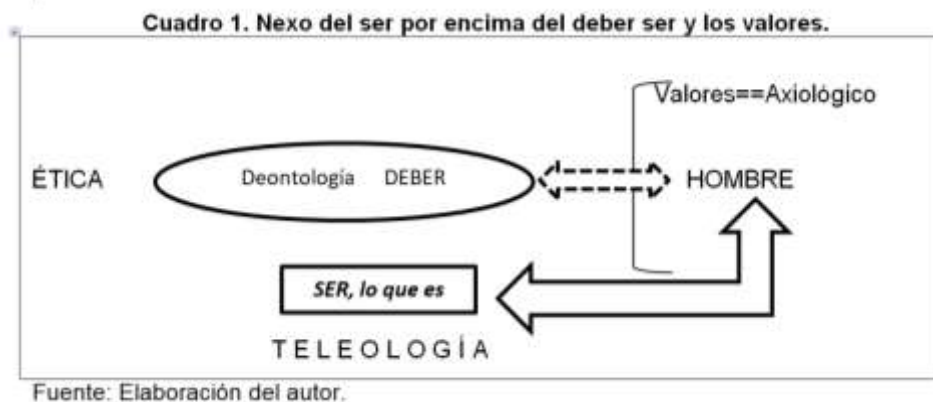 Cuadro 1. Nexo del ser por encima del deber ser y los valores.
Valores==Axiológico
ÉTICA Deontología DEBER HOMBRE
SER, lo que es
TELEOLOGÍA
Fuente: Elaboración del autor.